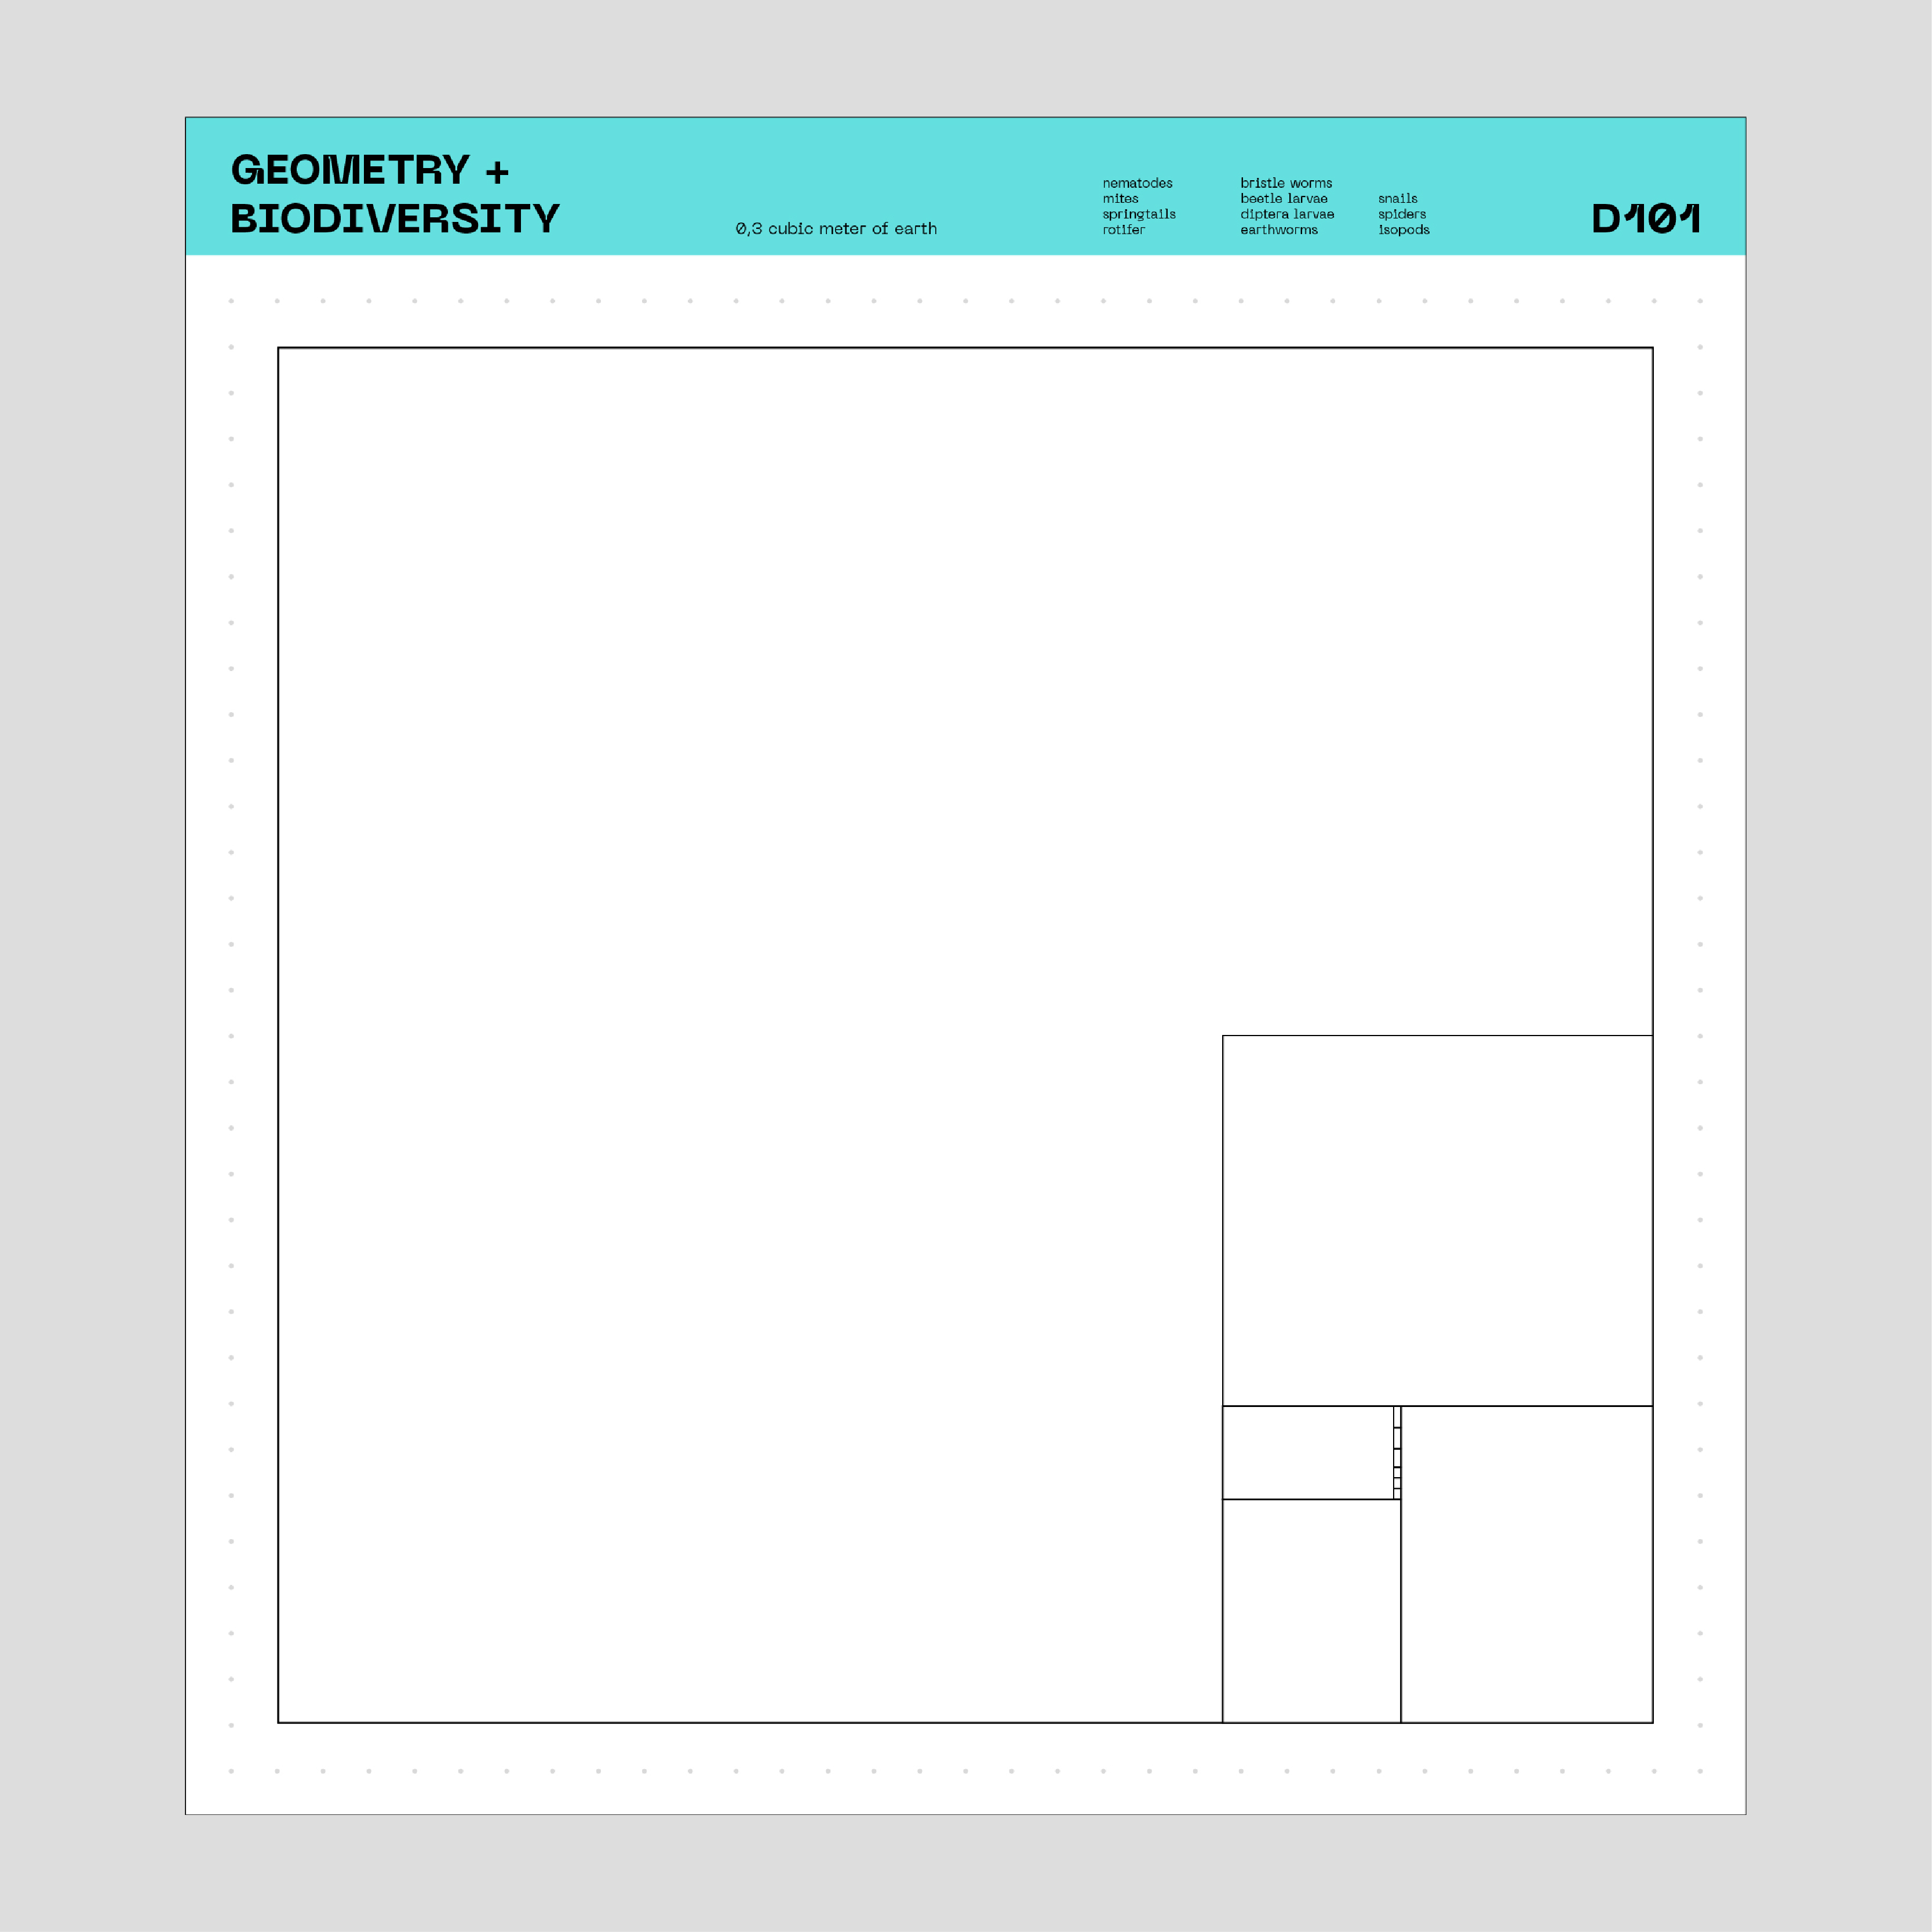 GEOMETRY +
BIODIVERSITY
0,3 cubic meter of earth
nematodes
mites
springtails
rotifer
bristle worms
beetle larvae
diptera larvae
earthworms
snails
spiders
isopods
D101